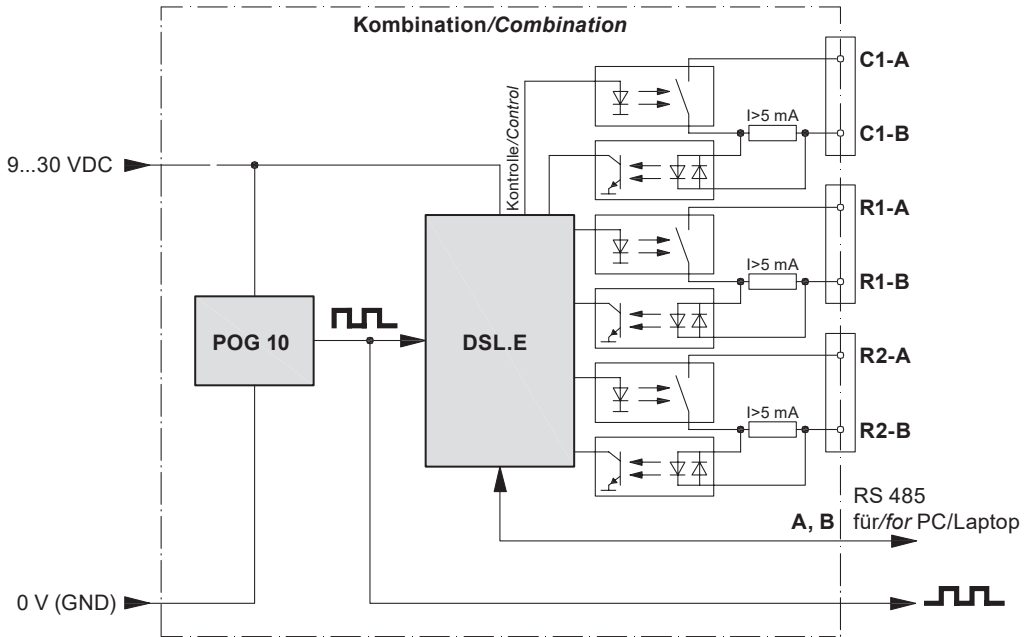 Kombination/Combination
C1-A
Kontrolle/Control
I>5 mA
C1-B
9...30 VDC
R1-A
I>5 mA
R1-B
POG 10
DSL.E
R2-A
I>5 mA
R2-B
RS 485
A, B
für/for PC/Laptop
0 V (GND)